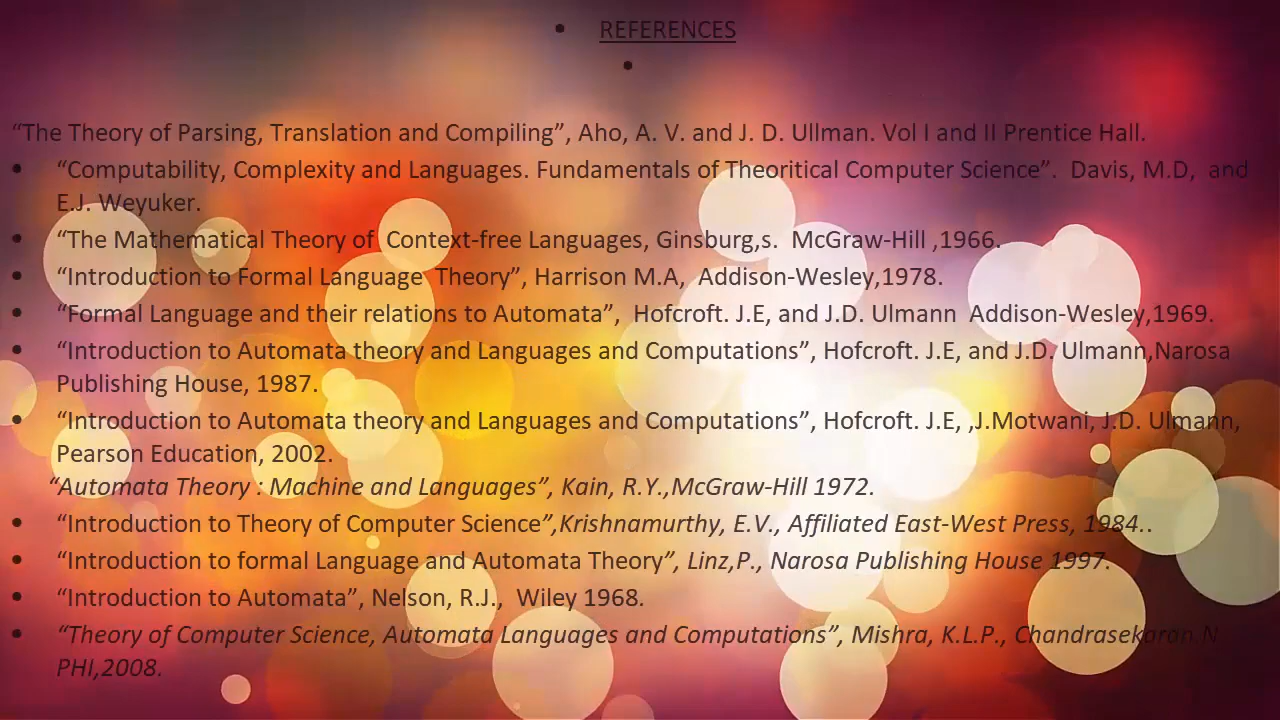 • REFERENCES
•
“The Theory of Parsing, Translation and Compiling”, Aho, A. V. and J. D. Ullman. Vol I and II Prentice Hall.
• “Computability, Complexity and Languages. Fundamentals of Theoritical Computer Science”. Davis, M.D, and
E.J. Weyuker.
• “The Mathematical Theory of Context-free Languages, Ginsburg,s. McGraw-Hill ,1966.
• “Introduction to Formal Language Theory”, Harrison M.A, Addison-Wesley,1978.
• “Formal Language and their relations to Automata”, Hofcroft. J.E, and J.D. Ulmann Addison-Wesley,1969.
• “Introduction to Automata theory and Languages and Computations”, Hofcroft. J.E, and J.D. Ulmann,Narosa
Publishing House, 1987.
• “Introduction to Automata theory and Languages and Computations”, Hofcroft. J.E, ,J.Motwani, J.D. Ulmann,
Pearson Education, 2002.
“Automata Theory : Machine and Languages”, Kain, R.Y.,McGraw-Hill 1972.
• “Introduction to Theory of Computer Science”,Krishnamurthy, E.V., Affiliated East-West Press, 1984..
• “Introduction to formal Language and Automata Theory”, Linz,P., Narosa Publishing House 1997.
• “Introduction to Automata”, Nelson, R.J., Wiley 1968.
• “Theory of Computer Science, Automata Languages and Computations”, Mishra, K.L.P., Chandrasekaran.N
PHI,2008.